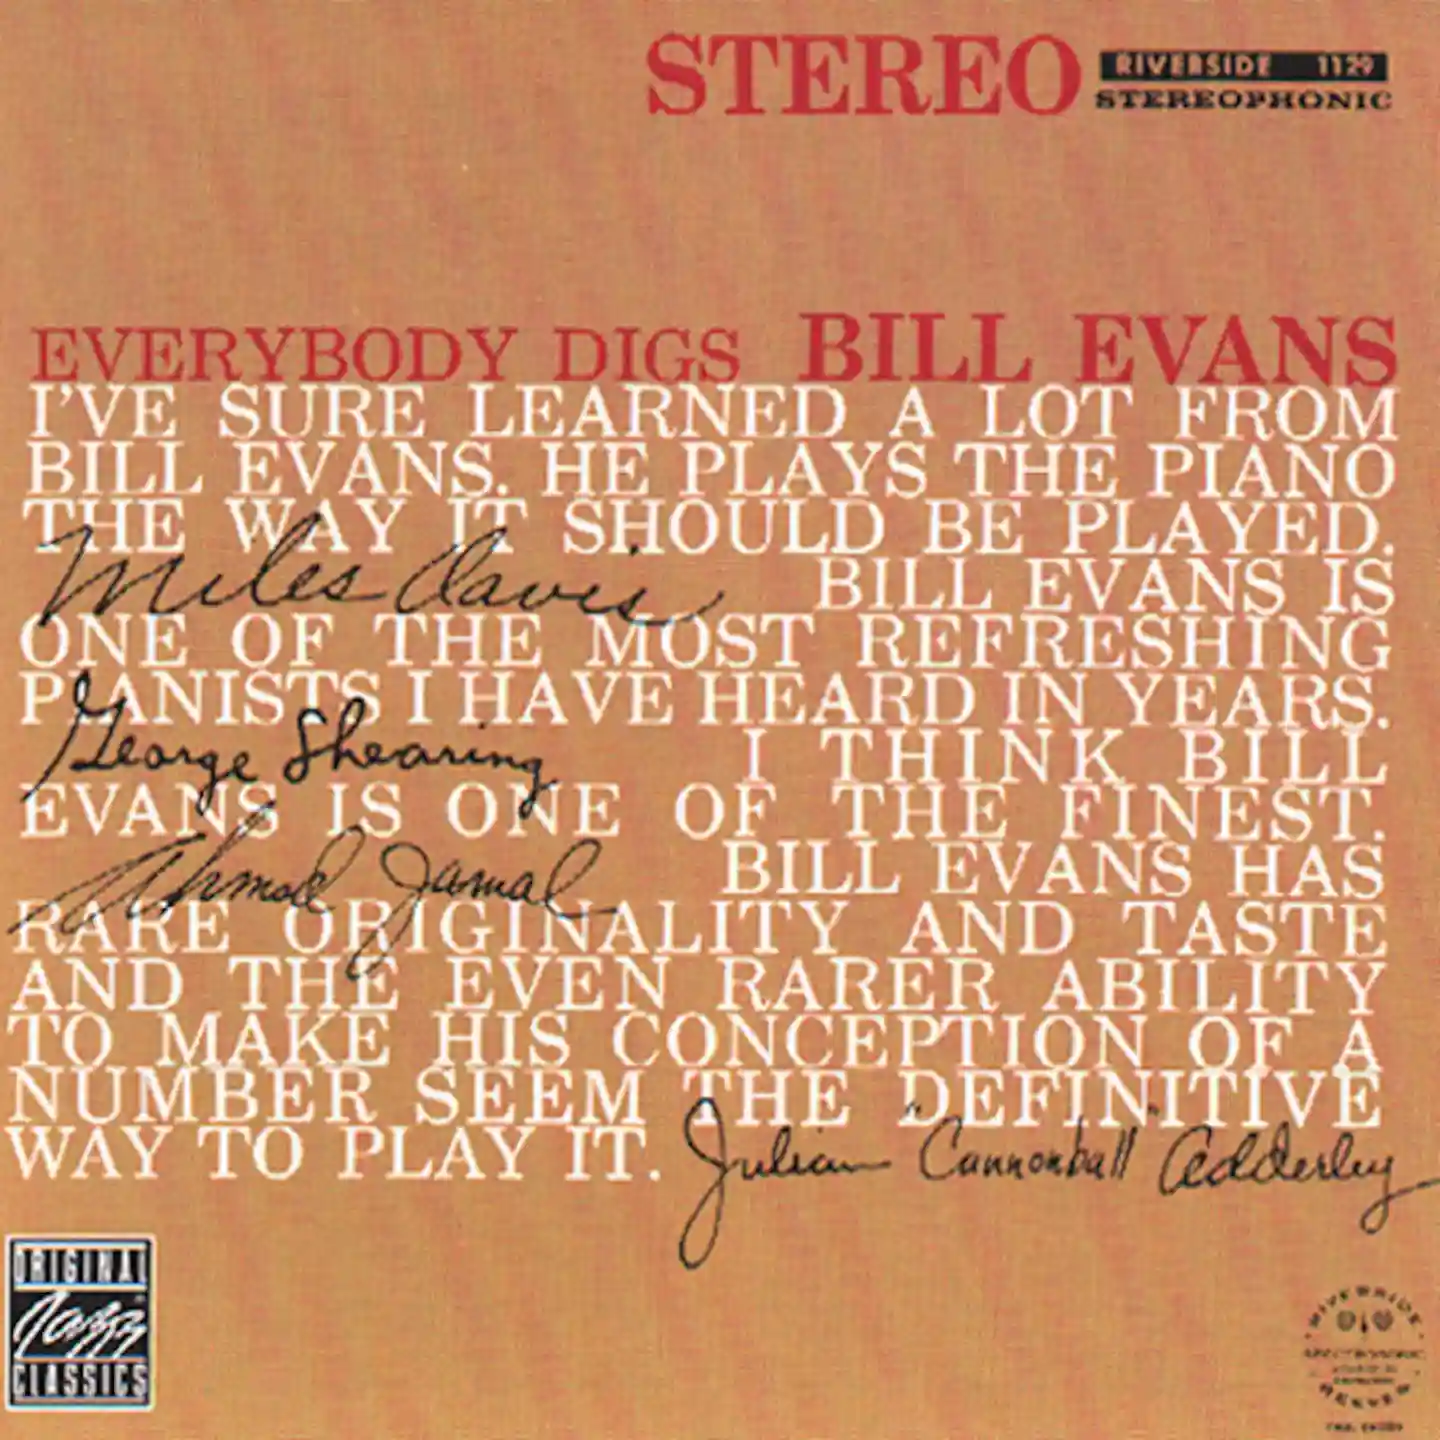 STEREO
RIVERSIDE 1129
STEREOPHONIC
EVERYBODY DIGS BILL EVANS
I'VE SURE LEARNED A LOT FROM
BILL EVANS. HE PLAYS THE PIANO
THE WAY IT SHOULD BE PLAYED.
Miles Davis BILL EVANS IS
ONE OF THE MOST REFRESHING
PIANISTS I HAVE HEARD IN YEARS.
George Shearing I THINK BILL
EVANS IS ONE OF THE FINEST.
Ahmad Jamal BILL EVANS HAS
RARE ORIGINALITY AND TASTE
AND THE EVEN RARER ABILITY
TO MAKE HIS CONCEPTION OF A
NUMBER SEEM THE DEFINITIVE
WAY TO PLAY IT. Julian "Cannonball" Adderley
ORIGINAL
Jazz
CLASSICS
RIVERSIDE